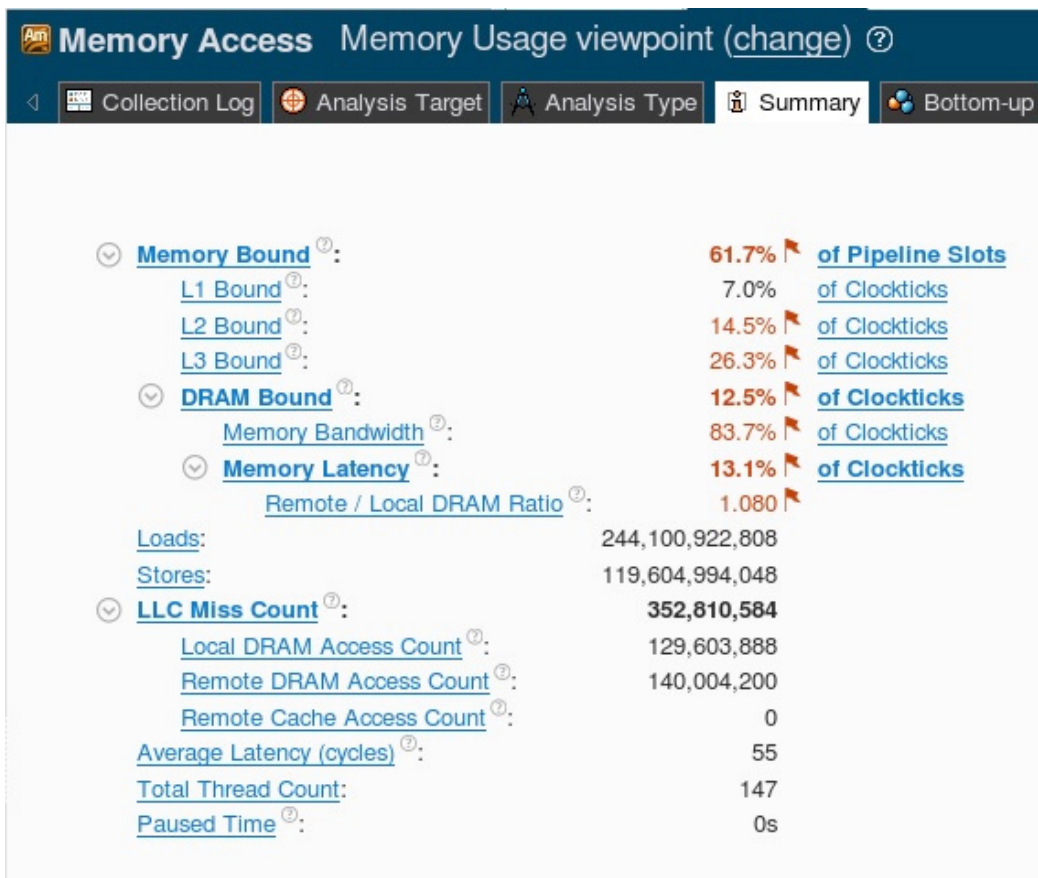 Am Memory Access Memory Usage viewpoint (change) ?
Collection Log Analysis Target Analysis Type Summary Bottom-up
Memory Bound ?: 61.7% of Pipeline Slots
L1 Bound ?: 7.0% of Clockticks
L2 Bound ?: 14.5% of Clockticks
L3 Bound ?: 26.3% of Clockticks
DRAM Bound ?: 12.5% of Clockticks
Memory Bandwidth ?: 83.7% of Clockticks
Memory Latency ?: 13.1% of Clockticks
Remote / Local DRAM Ratio ?: 1.080
Loads: 244,100,922,808
Stores: 119,604,994,048
LLC Miss Count ?: 352,810,584
Local DRAM Access Count ?: 129,603,888
Remote DRAM Access Count ?: 140,004,200
Remote Cache Access Count ?: 0
Average Latency (cycles) ?: 55
Total Thread Count: 147
Paused Time ?: 0s